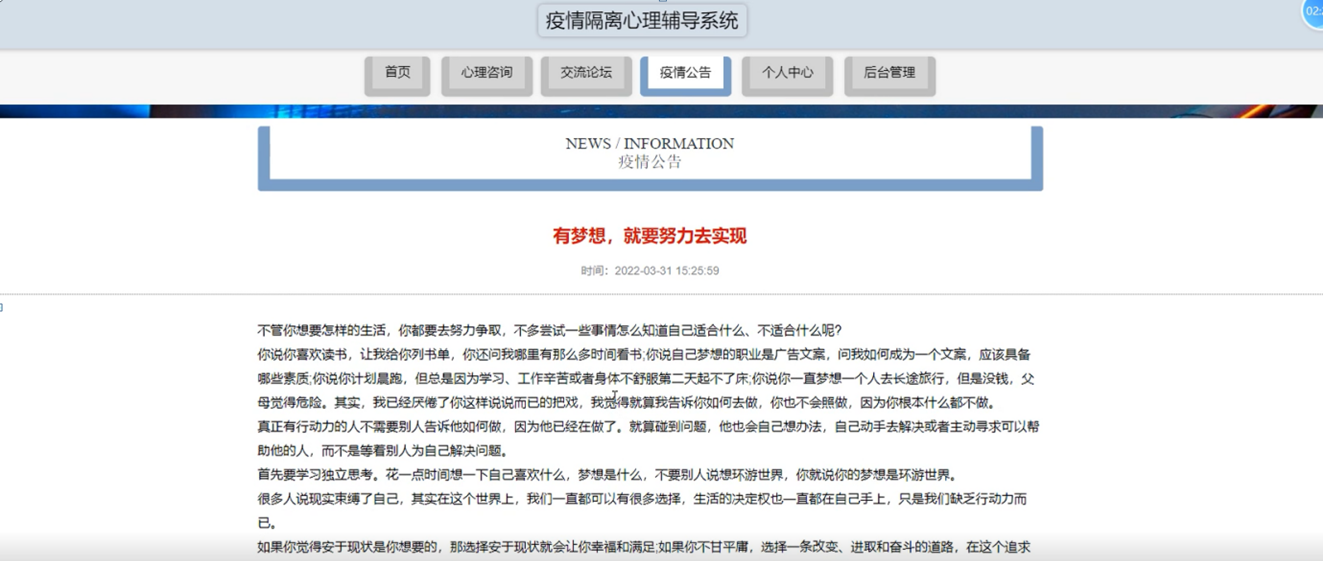 疫情隔离心理辅导系统
02:
首页 心理咨询 交流论坛 疫情公告 个人中心 后台管理
NEWS / INFORMATION
疫情公告
有梦想，就要努力去实现
时间：2022-03-31 15:25:59
不管你想要怎样的生活，你都要去努力争取，不多尝试一些事情怎么知道自己适合什么、不适合什么呢?
你说你喜欢读书，让我给你列书单，你还问我哪里有那么多时间看书;你说自己梦想的职业是广告文案，问我如何成为一个文案，应该具备
哪些素质;你说你计划晨跑，但总是因为学习、工作辛苦或者身体不舒服第二天起不了床;你说你一直梦想一个人去长途旅行，但是没钱，父
母觉得危险。其实，我已经厌倦了你这样说说而已的把戏，我觉得就算我告诉你如何去做，你也不会照做，因为你根本什么都不做。
真正有行动力的人不需要别人告诉他如何做，因为他已经在做了。就算碰到问题，他也会自己想办法，自己动手去解决或者主动寻求可以帮
助他的人，而不是等着别人为自己解决问题。
首先要学习独立思考。花一点时间想一下自己喜欢什么，梦想是什么，不要别人说想环游世界，你就说你的梦想是环游世界。
很多人说现实束缚了自己，其实在这个世界上，我们一直都可以有很多选择，生活的决定权也一直都在自己手上，只是我们缺乏行动力而
已。
如果你觉得安于现状是你想要的，那选择安于现状就会让你幸福和满足;如果你不甘平庸，选择一条改变、进取和奋斗的道路，在这个追求